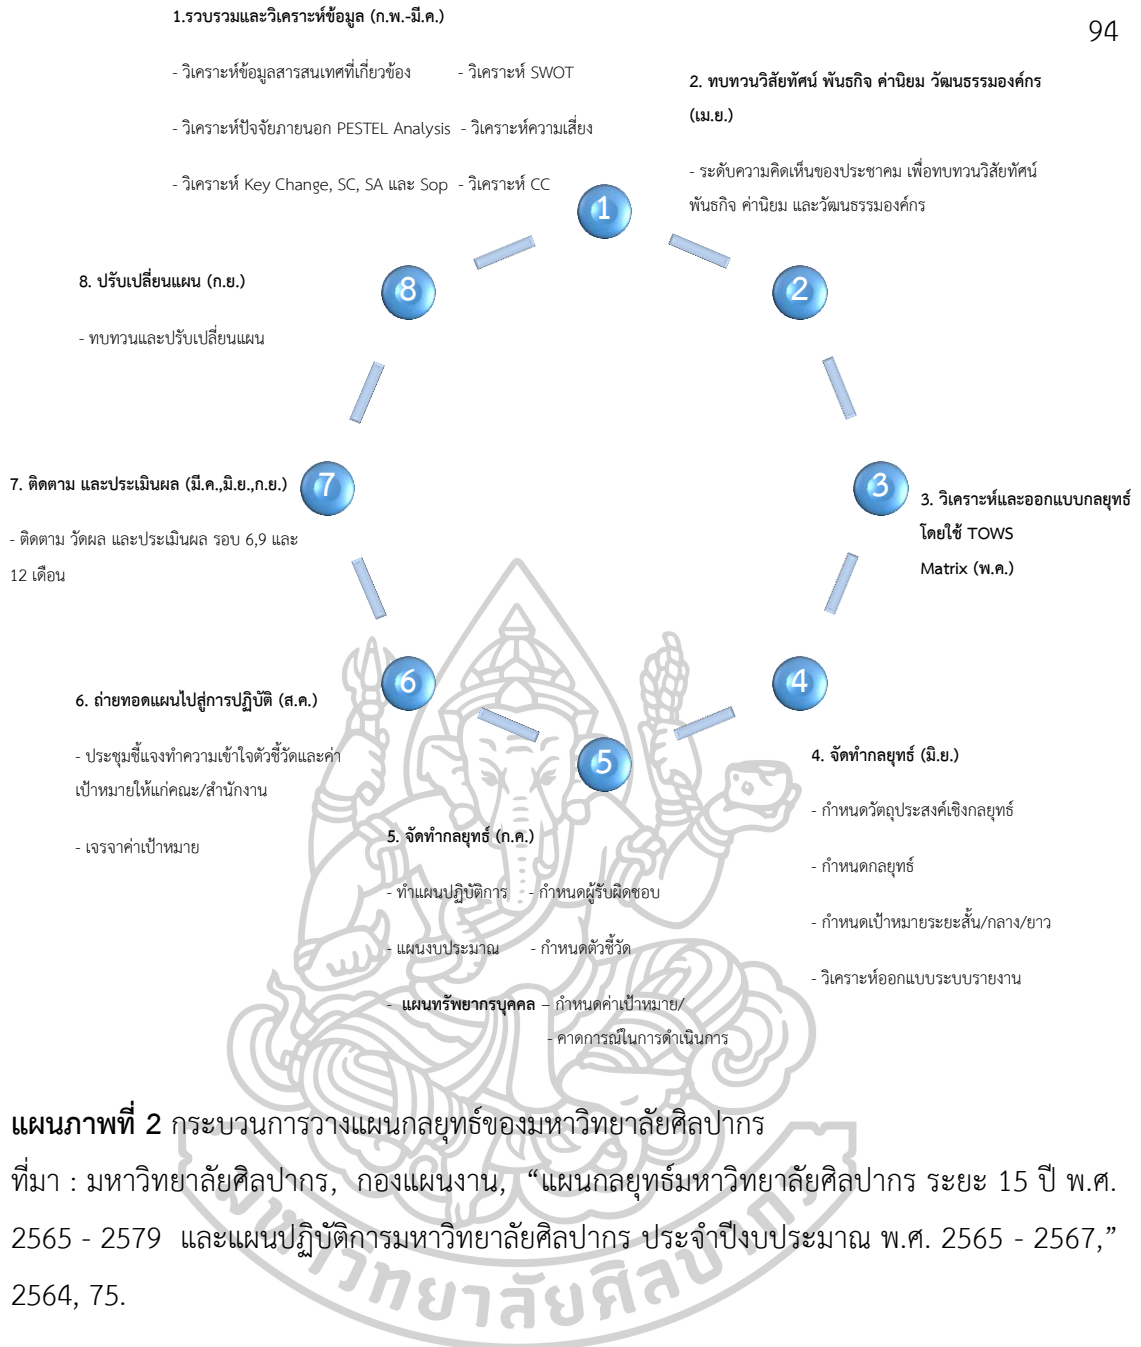 94
1.รวบรวมและวิเคราะห์ข้อมูล (ก.พ.-มี.ค.)
- วิเคราะห์ข้อมูลสารสนเทศที่เกี่ยวข้อง - วิเคราะห์ SWOT
- วิเคราะห์ปัจจัยภายนอก PESTEL Analysis - วิเคราะห์ความเสี่ยง
- วิเคราะห์ Key Change, SC, SA และ Sop - วิเคราะห์ CC
1
2. ทบทวนวิสัยทัศน์ พันธกิจ ค่านิยม วัฒนธรรมองค์กร
(เม.ย.)
- ระดับความคิดเห็นของประชาคม เพื่อทบทวนวิสัยทัศน์
พันธกิจ ค่านิยม และวัฒนธรรมองค์กร
2
3
3. วิเคราะห์และออกแบบกลยุทธ์
โดยใช้ TOWS
Matrix (พ.ค.)
4
4. จัดทำกลยุทธ์ (มิ.ย.)
- กำหนดวัตถุประสงค์เชิงกลยุทธ์
- กำหนดกลยุทธ์
- กำหนดเป้าหมายระยะสั้น/กลาง/ยาว
- วิเคราะห์ออกแบบระบบรายงาน
5
5. จัดทำกลยุทธ์ (ก.ค.)
- ทำแผนปฏิบัติการ - กำหนดผู้รับผิดชอบ
- แผนงบประมาณ - กำหนดตัวชี้วัด
- แผนทรัพยากรบุคคล – กำหนดค่าเป้าหมาย/
- คาดการณ์ในการดำเนินการ
6
6. ถ่ายทอดแผนไปสู่การปฏิบัติ (ส.ค.)
- ประชุมชี้แจงทำความเข้าใจตัวชี้วัดและค่า
เป้าหมายให้แก่คณะ/สำนักงาน
- เจรจาค่าเป้าหมาย
7
7. ติดตาม และประเมินผล (มี.ค.,มิ.ย.,ก.ย.)
- ติดตาม วัดผล และประเมินผล รอบ 6,9 และ
12 เดือน
8
8. ปรับเปลี่ยนแผน (ก.ย.)
- ทบทวนและปรับเปลี่ยนแผน
แผนภาพที่ 2 กระบวนการวางแผนกลยุทธ์ของมหาวิทยาลัยศิลปากร
ที่มา : มหาวิทยาลัยศิลปากร, กองแผนงาน, “แผนกลยุทธ์มหาวิทยาลัยศิลปากร ระยะ 15 ปี พ.ศ.
2565 - 2579 และแผนปฏิบัติการมหาวิทยาลัยศิลปากร ประจำปีงบประมาณ พ.ศ. 2565 - 2567,”
2564, 75.
มหาวิทยาลัยศิลปากร